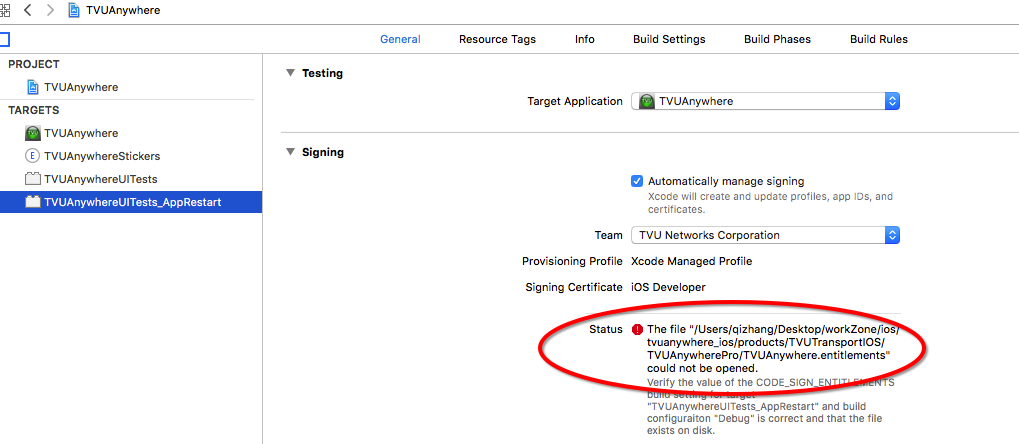 TVUAnywhere
General Resource Tags Info Build Settings Build Phases Build Rules
PROJECT
TVUAnywhere
TARGETS
TVUAnywhere
E TVUAnywhereStickers
TVUAnywhereUITests
TVUAnywhereUITests_AppRestart
Testing
Target Application TVUAnywhere
Signing
Automatically manage signing
Xcode will create and update profiles, app IDs, and
certificates.
Team TVU Networks Corporation
Provisioning Profile Xcode Managed Profile
Signing Certificate iOS Developer
Status The file "/Users/qizhang/Desktop/workZone/ios/
tvuanywhere_ios/products/TVUTransportIOS/
TVUAnywherePro/TVUAnywhere.entitlements"
could not be opened.
Verify the value of the CODE_SIGN_ENTITLEMENTS
build setting for target
"TVUAnywhereUITests_AppRestart" and build
configuraiton "Debug" is correct and that the file
exists on disk.